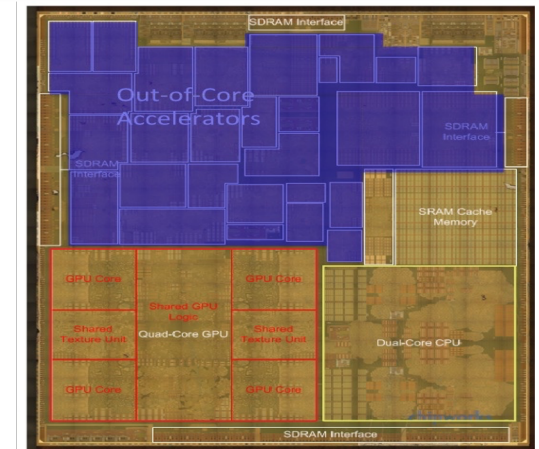 SDRAM Interface
Out-of-Core
Accelerators
SDRAM
Interface
SDRAM
Interface
SRAM Cache
Memory
GPU Core
GPU Core
Shared GPU
Logic
Shared
Texture Unit
Quad-Core GPU
Shared
Texture Unit
Dual-Core CPU
GPU Core
GPU Core
chipworks
SDRAM Interface